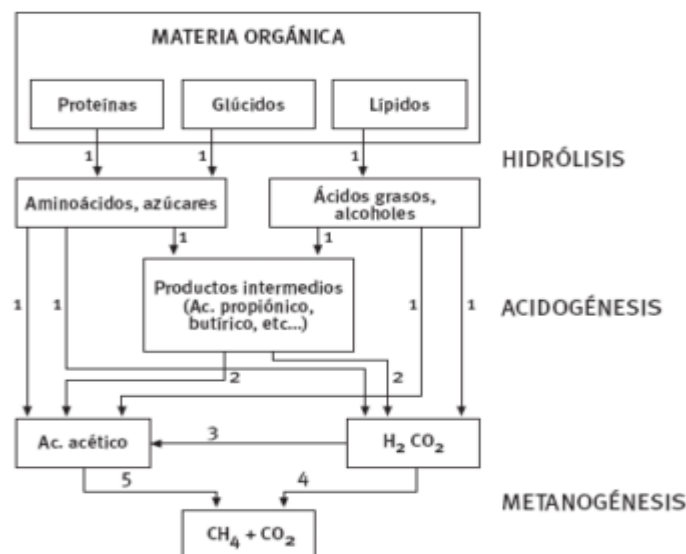 MATERIA ORGÁNICA
Proteínas
Glúcidos
Lípidos
1
1
1
HIDRÓLISIS
Aminoácidos, azúcares
Ácidos grasos,
alcoholes
1
1
Productos intermedios
(Ac. propiónico,
butírico, etc...)
1
1
1
1
ACIDOGÉNESIS
2
2
Ac. acético
3
H₂ CO₂
5
4
METANOGÉNESIS
CH₄ + CO₂